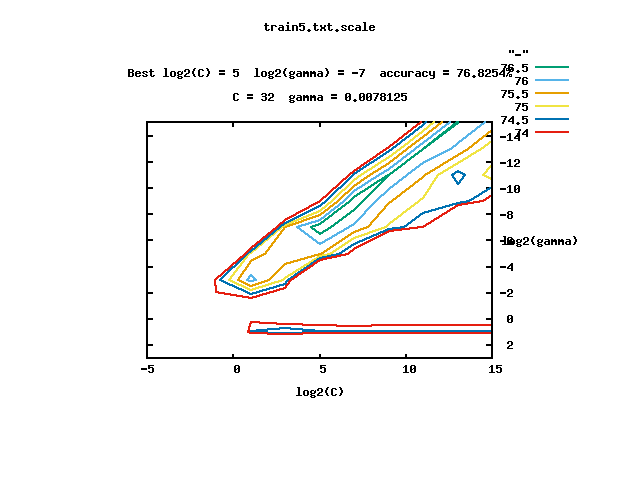 train5.txt.scale
"-"
Best log2(C) = 5 log2(gamma) = -7 accuracy = 76.8254%
76.5
76
C = 32 gamma = 0.0078125
75.5
75
74.5
74
-14
-12
-10
-8
-6
log2(gamma)
-4
-2
0
2
-5 0 5 10 15
log2(C)